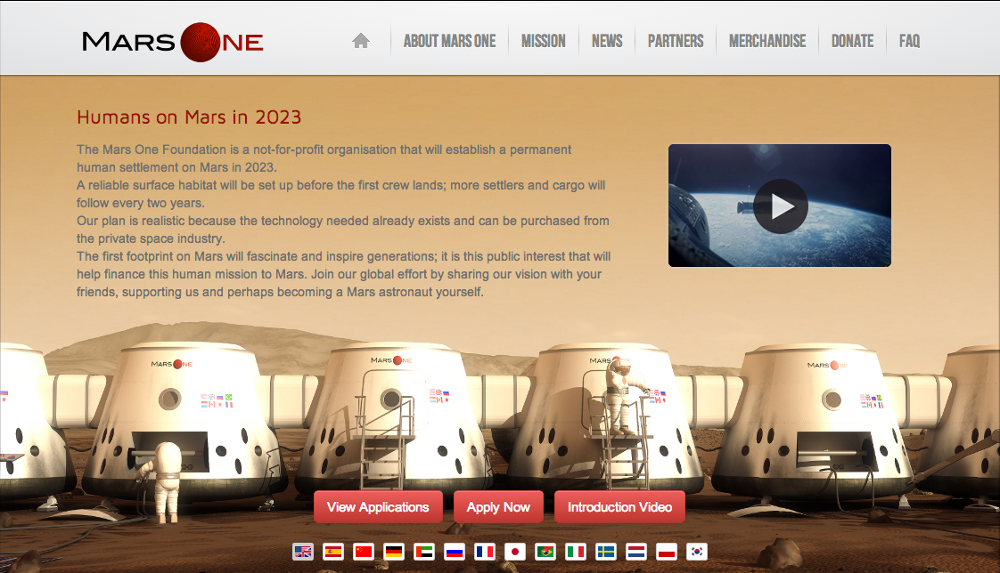 MARS ONE
ABOUT MARS ONE
MISSION
NEWS
PARTNERS
MERCHANDISE
DONATE
FAQ
Humans on Mars in 2023
The Mars One Foundation is a not-for-profit organisation that will establish a permanent
human settlement on Mars in 2023.
A reliable surface habitat will be set up before the first crew lands; more settlers and cargo will
follow every two years.
Our plan is realistic because the technology needed already exists and can be purchased from
the private space industry.
The first footprint on Mars will fascinate and inspire generations; it is this public interest that will
help finance this human mission to Mars. Join our global effort by sharing our vision with your
friends, supporting us and perhaps becoming a Mars astronaut yourself.
MARS ONE
MARS ONE
MARS
MARS ONE
View Applications
Apply Now
Introduction Video